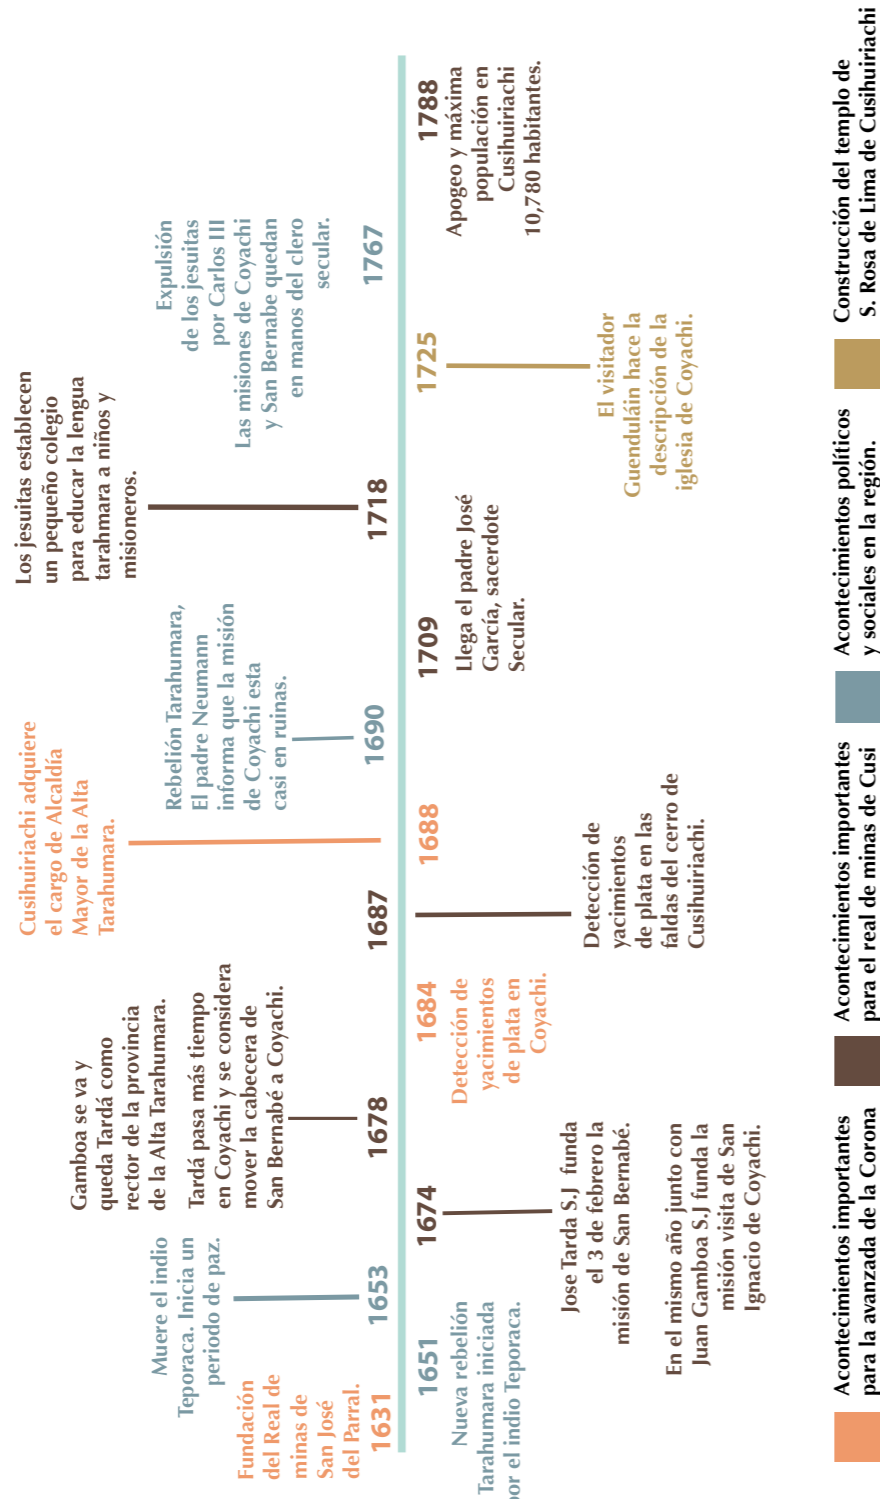 Fundación
del Real de
minas de
San José
del Parral.
1631
1651
Nueva rebelión
Tarahumara iniciada
por el indio Teporaca.
Muere el indio
Teporaca. Inicia un
periodo de paz.
1653
1674
Jose Tarda S.J funda
el 3 de febrero la
misión de San Bernabé.
En el mismo año junto con
Juan Gamboa S.J funda la
misión visita de San
Ignacio de Coyachi.
Gamboa se va y
queda Tardá como
rector de la provincia
de la Alta Tarahumara.
Tardá pasa más tiempo
en Coyachi y se considera
mover la cabecera de
San Bernabé a Coyachi.
1678
1684
Detección de
yacimientos
de plata en
Coyachi.
1687
Detección de
yacimientos
de plata en las
faldas del cerro de
Cusihuiriachi.
Cusihuiriachi adquiere
el cargo de Alcaldía
Mayor de la Alta
Tarahumara.
1688
Rebelión Tarahumara,
El padre Neumann
informa que la misión
de Coyachi esta
casi en ruinas.
1690
1709
Llega el padre José
García, sacerdote
Secular.
Los jesuitas establecen
un pequeño colegio
para educar la lengua
tarahmara a niños y
misioneros.
1718
1725
El visitador
Guenduláin hace la
descripción de la
iglesia de Coyachi.
Expulsión
de los jesuitas
por Carlos III
Las misiones de Coyachi
y San Bernabe quedan
en manos del clero
secular.
1767
1788
Apogeo y máxima
população en
Cusihuiriachi
10,780 habitantes.
Acontecimientos importantes
para la avanzada de la Corona
Acontecimientos importantes
para el real de minas de Cusi
Acontecimientos políticos
y sociales en la región.
Construcción del templo de
S. Rosa de Lima de Cusihuiriachi